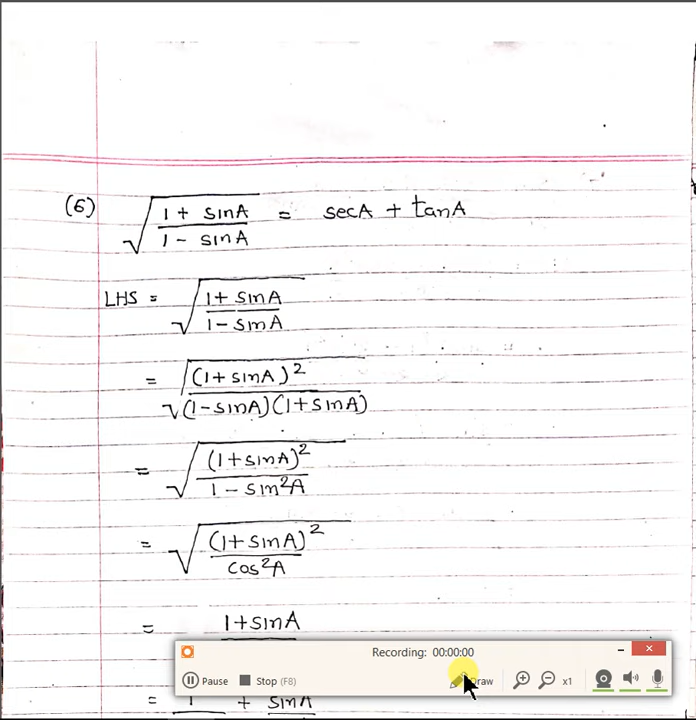 (6) √((1 + sinA)/(1 - sinA)) = secA + tanA
LHS = √((1 + sinA)/(1 - sinA))
= √((1 + sinA)²/((1 - sinA)(1 + sinA)))
= √((1 + sinA)²/(1 - sin²A))
= √((1 + sinA)²/cos²A)
= 1 + sinA
Recording: 00:00:00
Pause Stop (F8) x1
= 1 + sinA